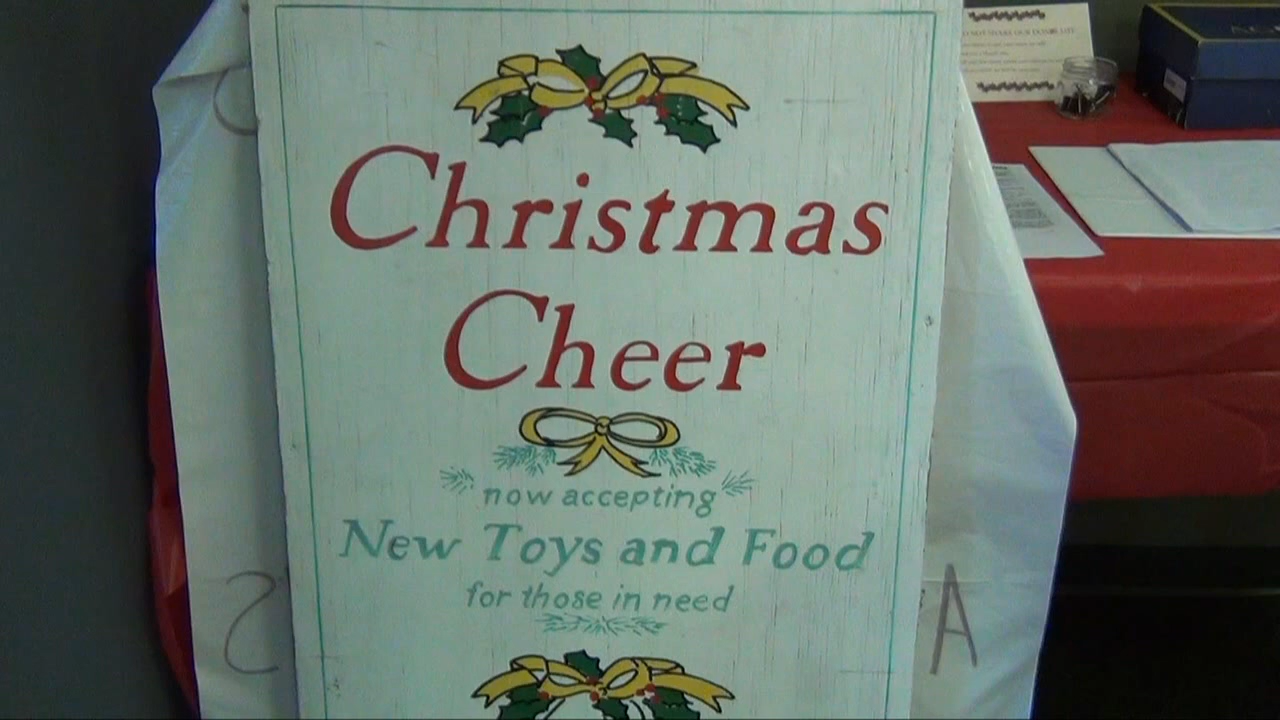 Christmas
Cheer
now accepting
New Toys and Food
for those in need
A